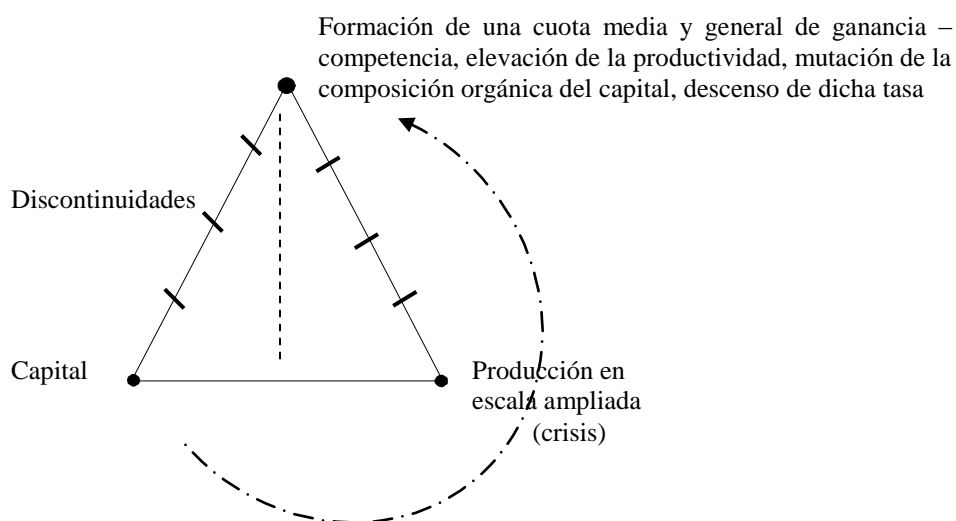 Formación de una cuota media y general de ganancia –
competencia, elevación de la productividad, mutación de la
composición orgánica del capital, descenso de dicha tasa
Discontinuidades
Capital
Producción en
escala ampliada
(crisis)